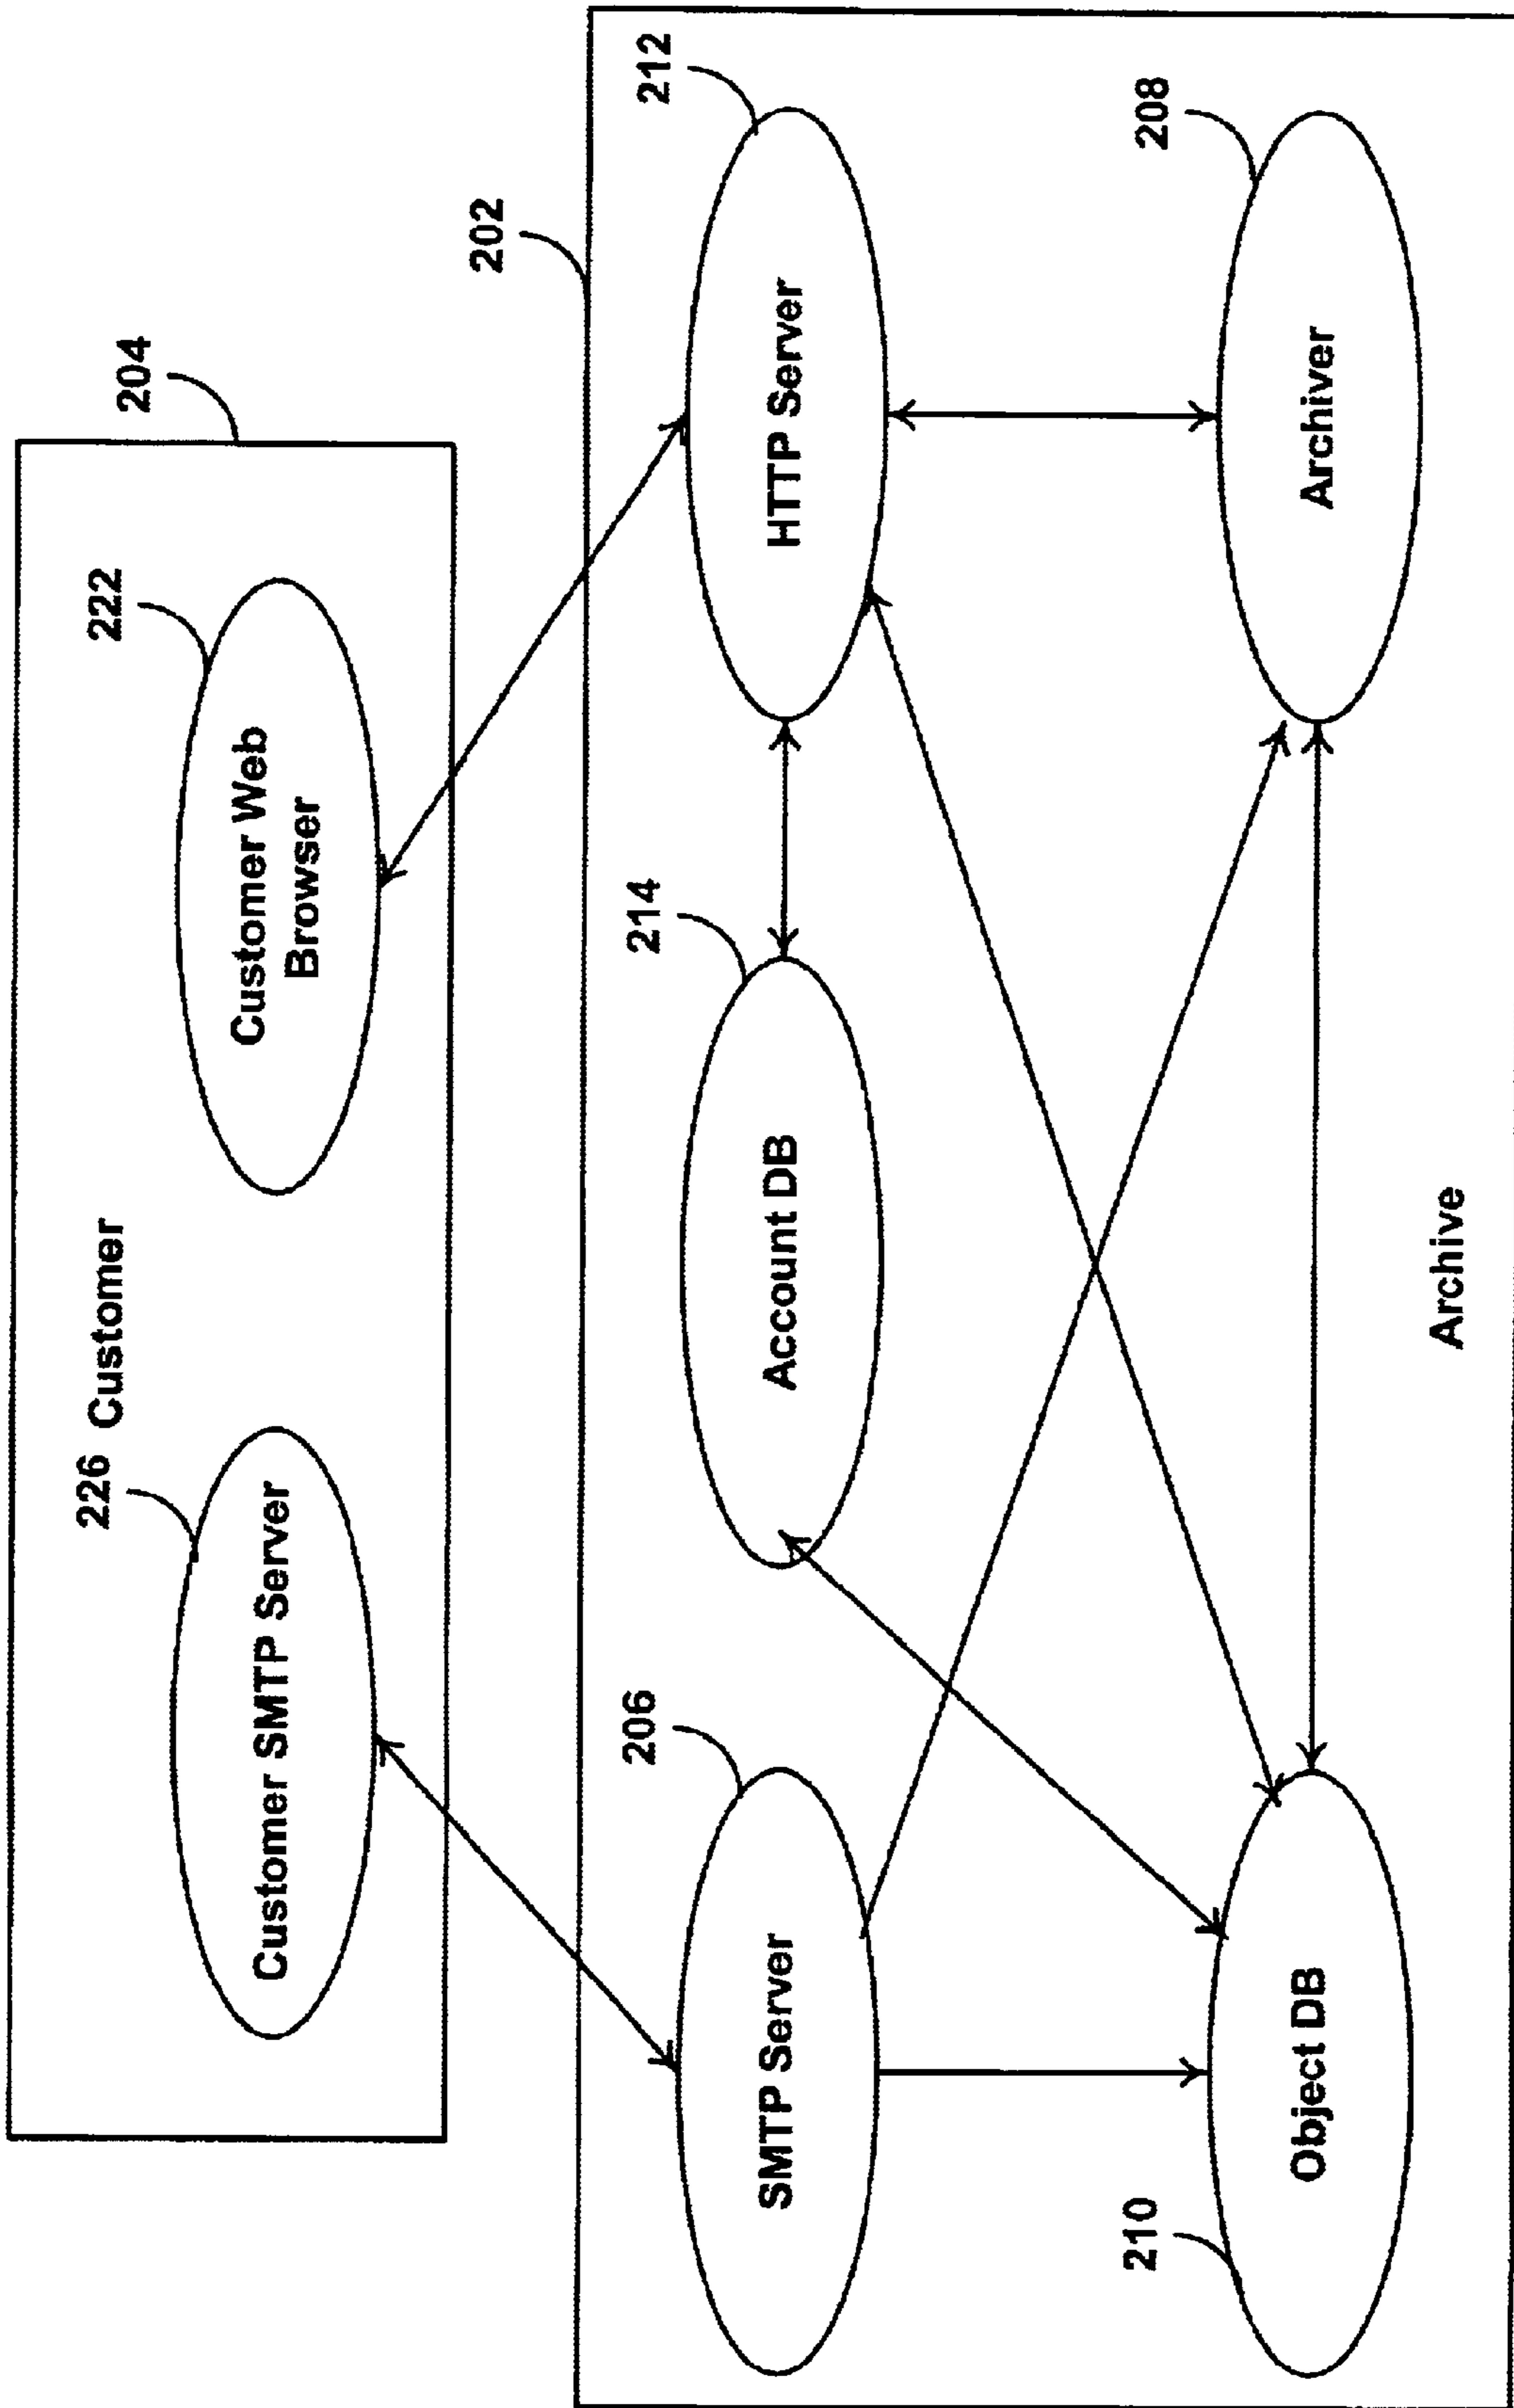 204
226 Customer
222
Customer SMTP Server
Customer Web
Browser
202
206
214
212
SMTP Server
Account DB
HTTP Server
210
208
Object DB
Archiver
Archive